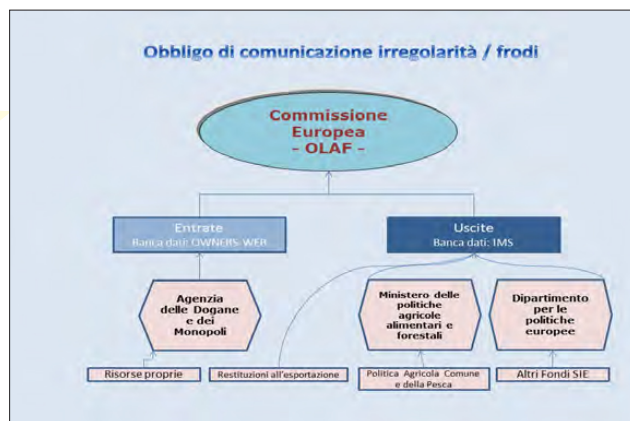 Obbligo di comunicazione irregolarità / frodi
Commissione
Europea
- OLAF -
Entrate
Banca dati: OWNERS-WEB
Uscite
Banca dati: IMS
Agenzia
delle Dogane
e dei
Monopoli
Ministero delle
politiche
agricole
alimentari e
forestali
Dipartimento
per le
politiche
europee
Risorse proprie
Restituzioni all'esportazione
Politica Agricola Comune
e della Pesca
Altri Fondi SIE